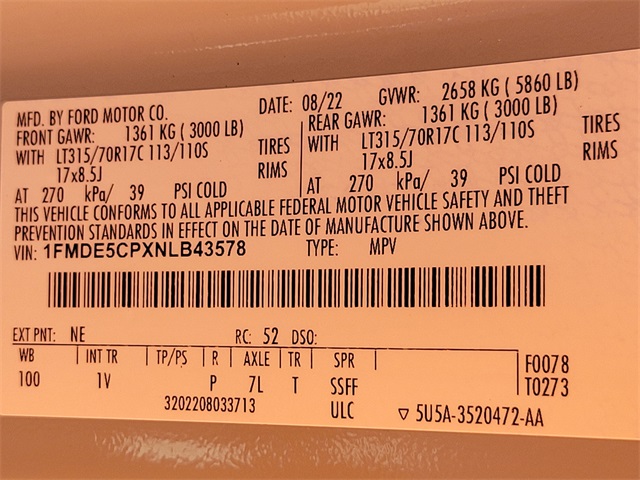 MFD. BY FORD MOTOR CO. DATE: 08/22 GVWR: 2658 KG ( 5860 LB)
FRONT GAWR: 1361 KG ( 3000 LB) REAR GAWR: 1361 KG ( 3000 LB)
WITH LT315/70R17C 113/110S TIRES WITH LT315/70R17C 113/110S TIRES
17x8.5J RIMS 17x8.5J RIMS
AT 270 kPa/ 39 PSI COLD AT 270 kPa/ 39 PSI COLD
THIS VEHICLE CONFORMS TO ALL APPLICABLE FEDERAL MOTOR VEHICLE SAFETY AND THEFT
PREVENTION STANDARDS IN EFFECT ON THE DATE OF MANUFACTURE SHOWN ABOVE.
VIN: 1FMDE5CPXNLB43578 TYPE: MPV
EXT PNT: NE RC: 52 DSO:
WB INT TR TP/PS R AXLE TR SPR F0078
100 1V P 7L T SSFF T0273
3202208033713 ULC ▽ 5U5A-3520472-AA